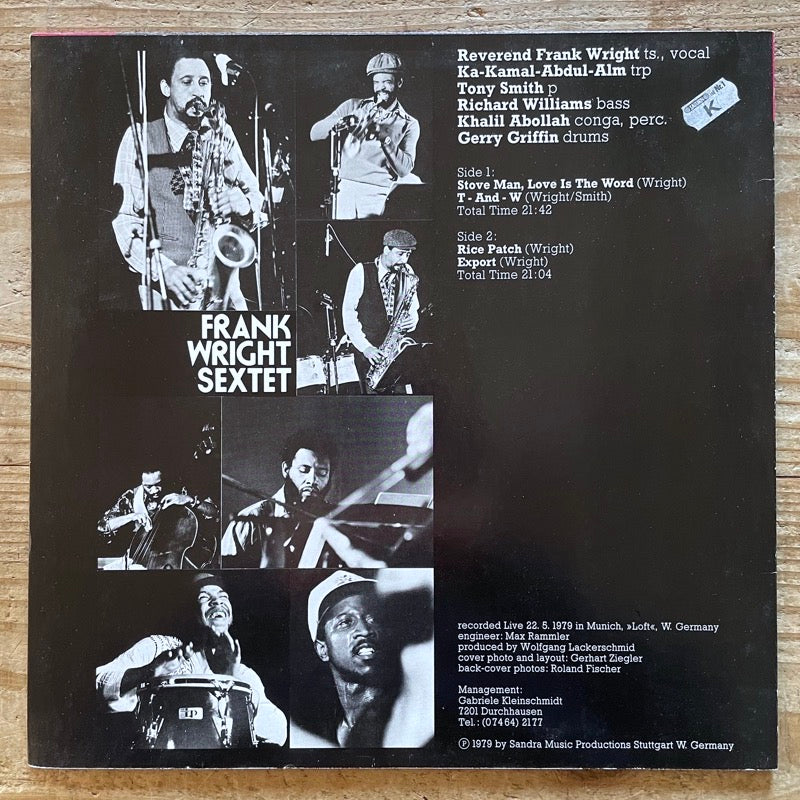 Reverend Frank Wright ts., vocal
Ka-Kamal-Abdul-Alm trp
Tony Smith p
Richard Williams bass
Khalil Abollah conga, perc.
Gerry Griffin drums
K
Side 1:
Stove Man, Love Is The Word (Wright)
T - And - W (Wright/Smith)
Total Time 21:42
Side 2:
Rice Patch (Wright)
Export (Wright)
Total Time 21:04
FRANK
WRIGHT
SEXTET
recorded Live 22. 5. 1979 in Munich, »Loft«, W. Germany
engineer: Max Rammler
produced by Wolfgang Lackerschmid
cover photo and layout: Gerhart Ziegler
back-cover photos: Roland Fischer
Management:
Gabriele Kleinschmidt
7201 Durchhausen
Tel.: (074 64) 2177
Ⓟ 1979 by Sandra Music Productions Stuttgart W. Germany